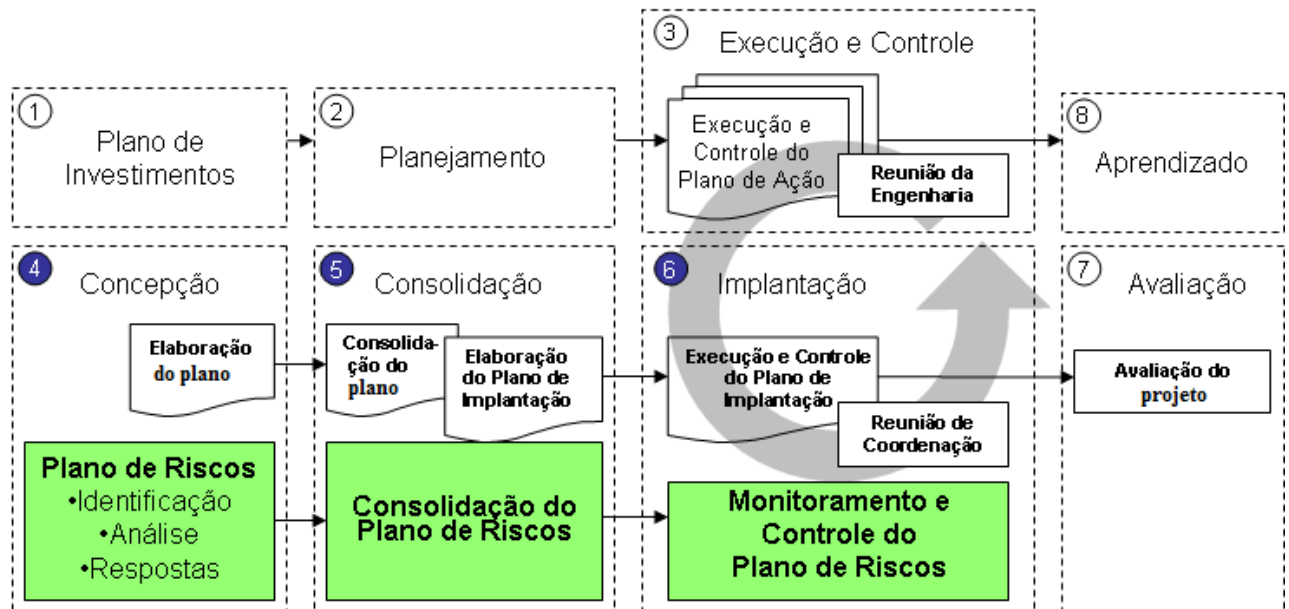 1
Plano de
Investimentos
2
Planejamento
3
Execução e Controle
Execução e
Controle do
Plano de Ação
Reunião da
Engenharia
8
Aprendizado
4
Concepção
Elaboração
do plano
Plano de Riscos
•Identificação
•Análise
•Respostas
5
Consolidação
Consolida-
ção do
plano
Elaboração
do Plano de
Implantação
Consolidação do
Plano de Riscos
6
Implantação
Execução e Controle
do Plano de
Implantação
Reunião de
Coordenação
Monitoramento e
Controle do
Plano de Riscos
7
Avaliação
Avaliação do
projeto